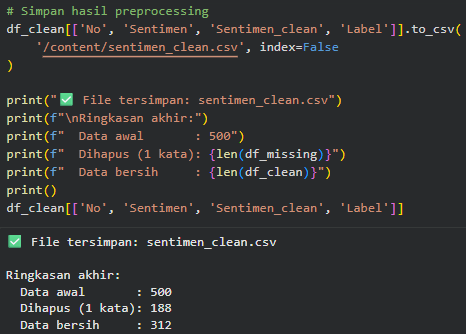 # Simpan hasil preprocessing
df_clean[['No', 'Sentimen', 'Sentimen_clean', 'Label']].to_csv(
    '/content/sentimen_clean.csv', index=False
)
print("✅ File tersimpan: sentimen_clean.csv")
print(f"\nRingkasan akhir:")
print(f"  Data awal       : 500")
print(f"  Dihapus (1 kata): {len(df_missing)}")
print(f"  Data bersih     : {len(df_clean)}")
print()
df_clean[['No', 'Sentimen', 'Sentimen_clean', 'Label']]
✅ File tersimpan: sentimen_clean.csv

Ringkasan akhir:
  Data awal       : 500
  Dihapus (1 kata): 188
  Data bersih     : 312